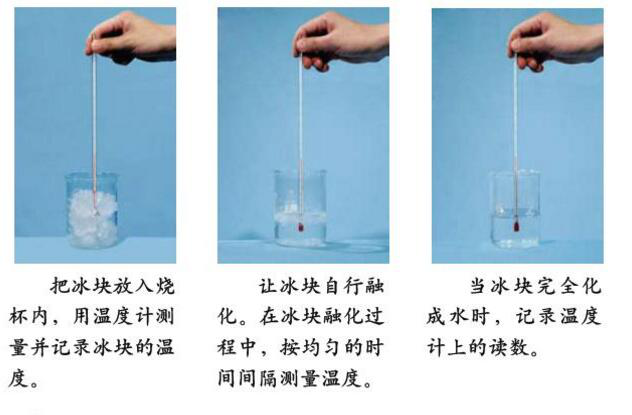 把冰块放入烧
杯内，用温度计测
量并记录冰块的温
度。
让冰块自行融
化。在冰块融化过
程中，按均匀的时
间间隔测量温度。
当冰块完全化
成水时，记录温度
计上的读数。